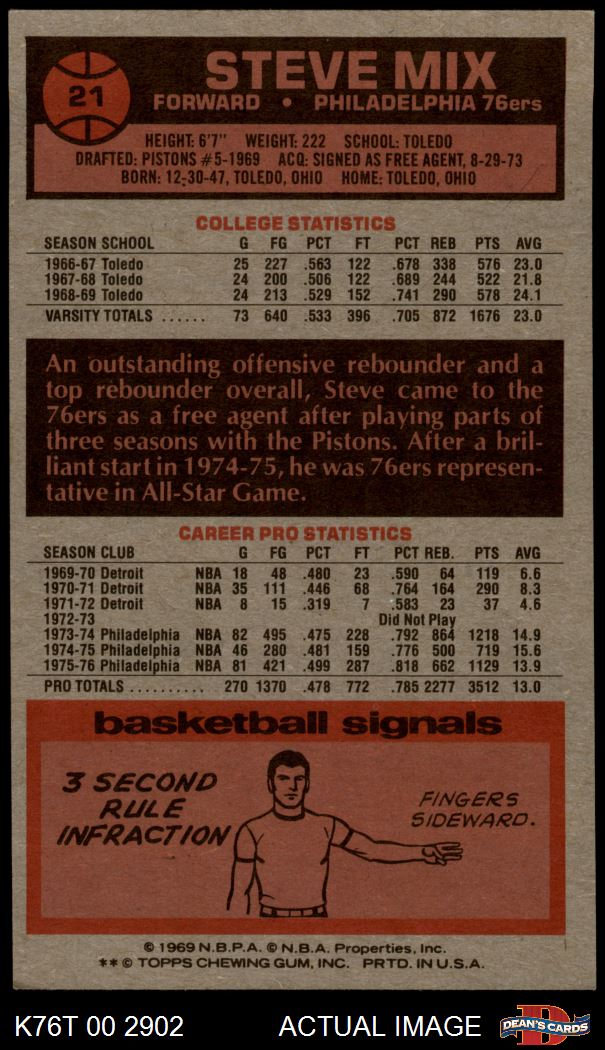 21
STEVE MIX
FORWARD • PHILADELPHIA 76ers
HEIGHT: 6'7" WEIGHT: 222 SCHOOL: TOLEDO
DRAFTED: PISTONS #5-1969 ACQ: SIGNED AS FREE AGENT, 8-29-73
BORN: 12-30-47, TOLEDO, OHIO HOME: TOLEDO, OHIO
COLLEGE STATISTICS
SEASON SCHOOL G FG PCT FT PCT REB PTS AVG
1966-67 Toledo 25 227 .563 122 .678 338 576 23.0
1967-68 Toledo 24 200 .506 122 .689 244 522 21.8
1968-69 Toledo 24 213 .529 152 .741 290 578 24.1
VARSITY TOTALS ...... 73 640 .533 396 .705 872 1676 23.0
An outstanding offensive rebounder and a
top rebounder overall, Steve came to the
76ers as a free agent after playing parts of
three seasons with the Pistons. After a bril-
liant start in 1974-75, he was 76ers represen-
tative in All-Star Game.
CAREER PRO STATISTICS
SEASON CLUB G FG PCT FT PCT REB. PTS AVG
1969-70 Detroit NBA 18 48 .480 23 .590 64 119 6.6
1970-71 Detroit NBA 35 111 .446 68 .764 164 290 8.3
1971-72 Detroit NBA 8 15 .319 7 .583 23 37 4.6
1972-73 Did Not Play
1973-74 Philadelphia NBA 82 495 .475 228 .792 864 1218 14.9
1974-75 Philadelphia NBA 46 280 .481 159 .776 500 719 15.6
1975-76 Philadelphia NBA 81 421 .499 287 .818 662 1129 13.9
PRO TOTALS .......... 270 1370 .478 772 .785 2277 3512 13.0
basketball signals
3 SECOND
RULE
INFRACTION
FINGERS
SIDEWARD.
© 1969 N.B.P.A. © N.B.A. Properties, Inc.
** © TOPPS CHEWING GUM, INC. PRTD. IN U.S.A.
K76T 00 2902 ACTUAL IMAGE
D
DEAN'S CARDS